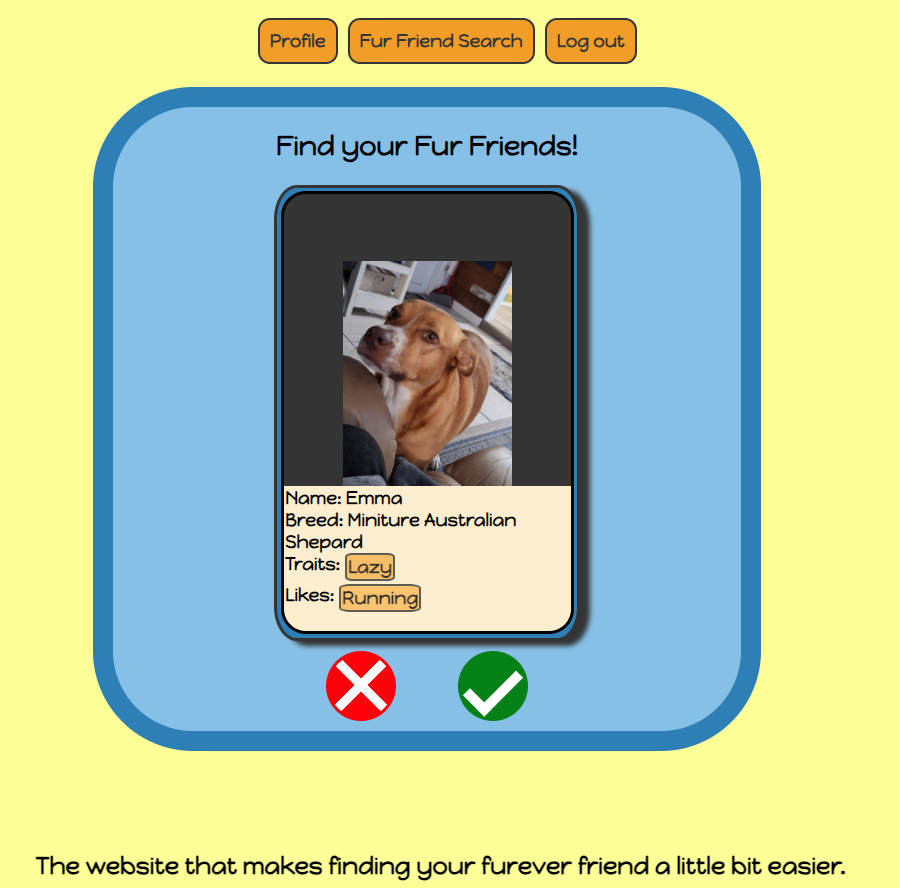 Profile
Fur Friend Search
Log out
Find your Fur Friends!
Name: Emma
Breed: Miniture Australian
Shepard
Traits: Lazy
Likes: Running
The website that makes finding your furever friend a little bit easier.